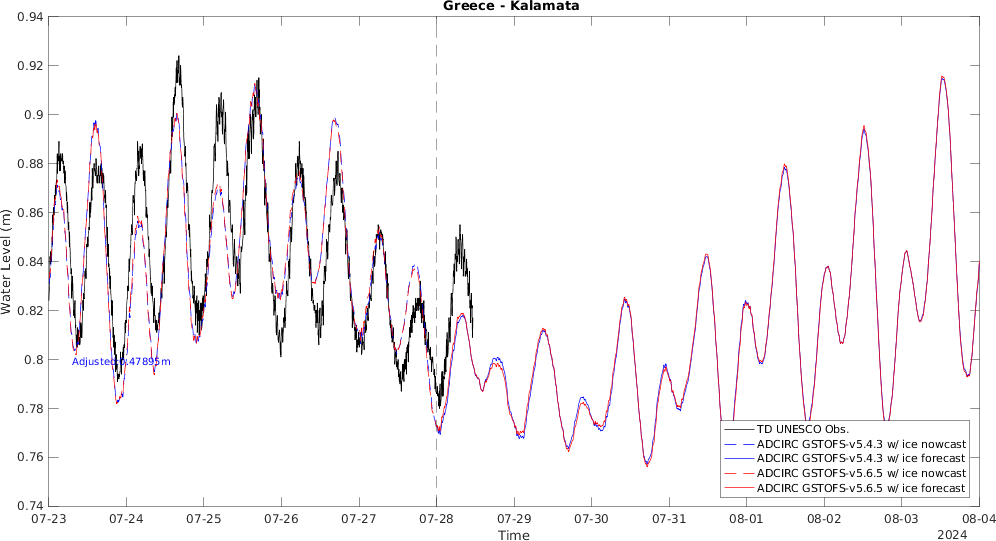 Greece - Kalamata
0.94
0.92
0.9
0.88
0.86
0.84
0.82
0.8
0.78
0.76
0.74
Water Level (m)
Adjusted:0.47895m
TD UNESCO Obs.
ADCIRC GSTOFS-v5.4.3 w/ ice nowcast
ADCIRC GSTOFS-v5.4.3 w/ ice forecast
ADCIRC GSTOFS-v5.6.5 w/ ice nowcast
ADCIRC GSTOFS-v5.6.5 w/ ice forecast
07-23 07-24 07-25 07-26 07-27 07-28 07-29 07-30 07-31 08-01 08-02 08-03 08-04
Time
2024